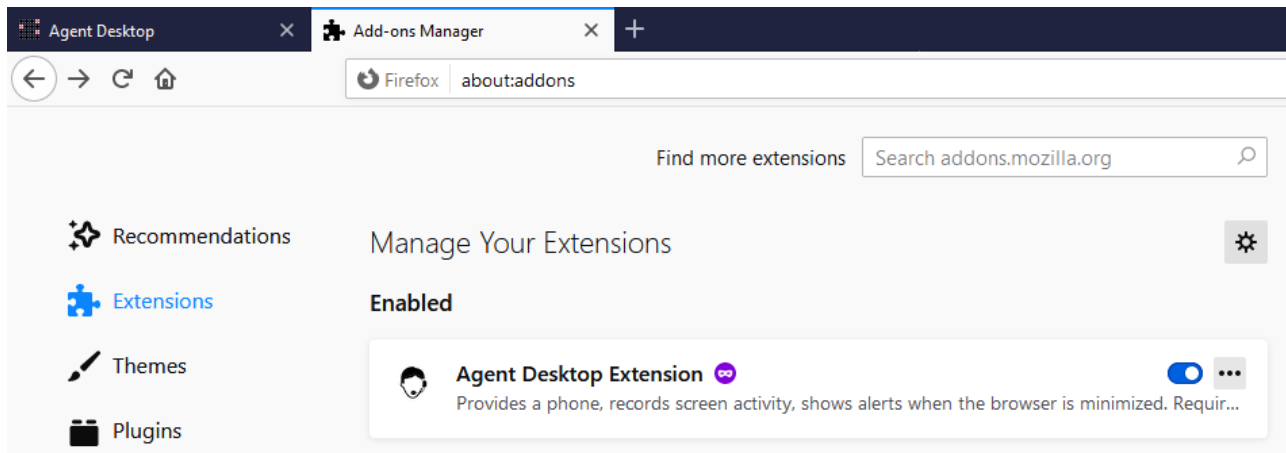 Agent Desktop
Add-ons Manager
Firefox about:addons
Find more extensions Search addons.mozilla.org
Recommendations
Manage Your Extensions
Extensions
Enabled
Themes
Agent Desktop Extension
Provides a phone, records screen activity, shows alerts when the browser is minimized. Requir...
Plugins